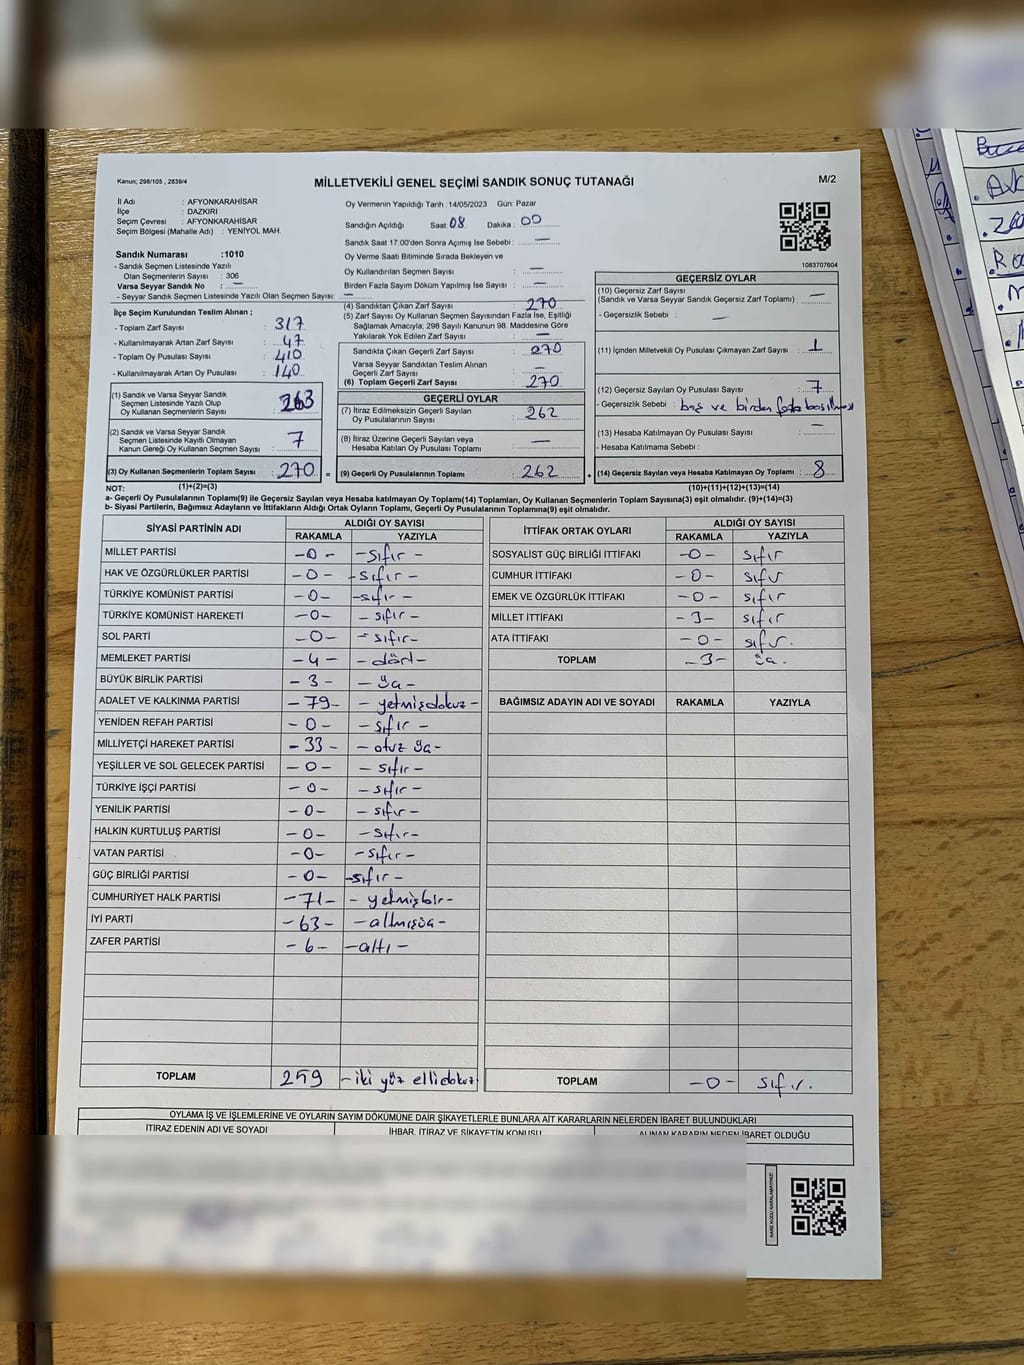 Kanun; 298/105 , 2839/4
MİLLETVEKİLİ GENEL SEÇİMİ SANDIK SONUÇ TUTANAĞI
M/2
İl Adı : AFYONKARAHİSAR
İlçe : DAZKIRI
Seçim Çevresi : AFYONKARAHİSAR
Seçim Bölgesi (Mahalle Adı) : YENİYOL MAH.
Sandık Numarası :1010
- Sandık Seçmen Listesinde Yazılı
Olan Seçmenlerin Sayısı : 306
Varsa Seyyar Sandık No : —
- Seyyar Sandık Seçmen Listesinde Yazılı Olan Seçmen Sayısı: —
İlçe Seçim Kurulundan Teslim Alınan ;
- Toplam Zarf Sayısı : 317
- Kullanılmayarak Artan Zarf Sayısı : 47
- Toplam Oy Pusulası Sayısı : 410
- Kullanılmayarak Artan Oy Pusulası : 140
(1) Sandık ve Varsa Seyyar Sandık
Seçmen Listesinde Yazılı Olup
Oy Kullanan Seçmenlerin Sayısı : 263
(2) Sandık ve Varsa Seyyar Sandık
Seçmen Listesinde Kayıtlı Olmayan
Kanun Gereği Oy Kullanan Seçmen Sayısı : 7
(3) Oy Kullanan Seçmenlerin Toplam Sayısı : 270 =
(1)+(2)=(3)
Oy Vermenin Yapıldığı Tarih :14/05/2023 Gün: Pazar
Sandığın Açıldığı Saat: 08 Dakika : 00
Sandık Saat 17:00'den Sonra Açımış İse Sebebi : —
Oy Verme Saati Bitiminde Sırada Bekleyen ve
Oy Kullandırılan Seçmen Sayısı : —
Birden Fazla Sayım Döküm Yapılmış İse Sayısı : —
(4) Sandıktan Çıkan Zarf Sayısı : 270
(5) Zarf Sayısı Oy Kullanan Seçmen Sayısından Fazla İse, Eşitliği
Sağlamak Amacıyla; 298 Sayılı Kanunun 98. Maddesine Göre
Yakılarak Yok Edilen Zarf Sayısı : —
Sandıkta Çıkan Geçerli Zarf Sayısı : 270
Varsa Seyyar Sandıktan Teslim Alınan
Geçerli Zarf Sayısı : —
(6) Toplam Geçerli Zarf Sayısı : 270
GEÇERLİ OYLAR
(7) İtiraz Edilmeksizin Geçerli Sayılan
Oy Pusulalarının Sayısı : 262
(8) İtiraz Üzerine Geçerli Sayılan veya
Hesaba Katılan Oy Pusulası Toplamı : —
(9) Geçerli Oy Pusulalarının Toplamı : 262 +
1083707604
GEÇERSİZ OYLAR
(10) Geçersiz Zarf Sayısı
(Sandık ve Varsa Seyyar Sandık Geçersiz Zarf Toplamı) : —
- Geçersizlik Sebebi : —
(11) İçinden Milletvekili Oy Pusulası Çıkmayan Zarf Sayısı : 1
(12) Geçersiz Sayılan Oy Pusulası Sayısı : 7
- Geçersizlik Sebebi : boş ve birden fazla basılması
(13) Hesaba Katılmayan Oy Pusulası Sayısı : —
- Hesaba Katılmama Sebebi :
(14) Geçersiz Sayılan veya Hesaba Katılmayan Oy Toplamı : 8
(10)+(11)+(12)+(13)=(14)
NOT:
a- Geçerli Oy Pusulalarının Toplamı(9) ile Geçersiz Sayılan veya Hesaba katılmayan Oy Toplamı(14) Toplamları, Oy Kullanan Seçmenlerin Toplam Sayısına(3) eşit olmalıdır. (9)+(14)=(3)
b- Siyasi Partilerin, Bağımsız Adayların ve İttifakların Aldığı Ortak Oyların Toplamı, Geçerli Oy Pusulalarının Toplamına(9) eşit olmalıdır.
SİYASİ PARTİNİN ADI ALDIĞI OY SAYISI
RAKAMLA YAZIYLA
MİLLET PARTİSİ -0- -sıfır-
HAK VE ÖZGÜRLÜKLER PARTİSİ -0- -sıfır-
TÜRKİYE KOMÜNİST PARTİSİ -0- -sıfır-
TÜRKİYE KOMÜNİST HAREKETİ -0- -sıfır-
SOL PARTİ -0- -sıfır-
MEMLEKET PARTİSİ -4- -dört-
BÜYÜK BİRLİK PARTİSİ -3- -üç-
ADALET VE KALKINMA PARTİSİ -79- -yetmişdokuz-
YENİDEN REFAH PARTİSİ -0- -sıfır-
MİLLİYETÇİ HAREKET PARTİSİ -33- -otuz üç-
YEŞİLLER VE SOL GELECEK PARTİSİ -0- -sıfır-
TÜRKİYE İŞÇİ PARTİSİ -0- -sıfır-
YENİLİK PARTİSİ -0- -sıfır-
HALKIN KURTULUŞ PARTİSİ -0- -sıfır-
VATAN PARTİSİ -0- -sıfır-
GÜÇ BİRLİĞİ PARTİSİ -0- -sıfır-
CUMHURİYET HALK PARTİSİ -71- -yetmişbir-
İYİ PARTİ -63- -altmışüç-
ZAFER PARTİSİ -6- -altı-
TOPLAM 259 -iki yüz ellidokuz-
İTTİFAK ORTAK OYLARI ALDIĞI OY SAYISI
RAKAMLA YAZIYLA
SOSYALİST GÜÇ BİRLİĞİ İTTİFAKI -0- sıfır
CUMHUR İTTİFAKI -0- sıfır
EMEK VE ÖZGÜRLÜK İTTİFAKI -0- sıfır
MİLLET İTTİFAKI -3- sıfır
ATA İTTİFAKI -0- sıfır.
TOPLAM -3- üç.
BAĞIMSIZ ADAYIN ADI VE SOYADI RAKAMLA YAZIYLA
TOPLAM -0- sıfır.
OYLAMA İŞ VE İŞLEMLERİNE VE OYLARIN SAYIM DÖKÜMÜNE DAİR ŞİKAYETLERLE BUNLARA AİT KARARLARIN NELERDEN İBARET BULUNDUKLARI
İTİRAZ EDENİN ADI VE SOYADI İHBAR, İTİRAZ VE ŞİKAYETİN KONUSU ALINAN KARARIN NEDEN İBARET OLDUĞU
KARE KODU KARALAMAYINIZ!